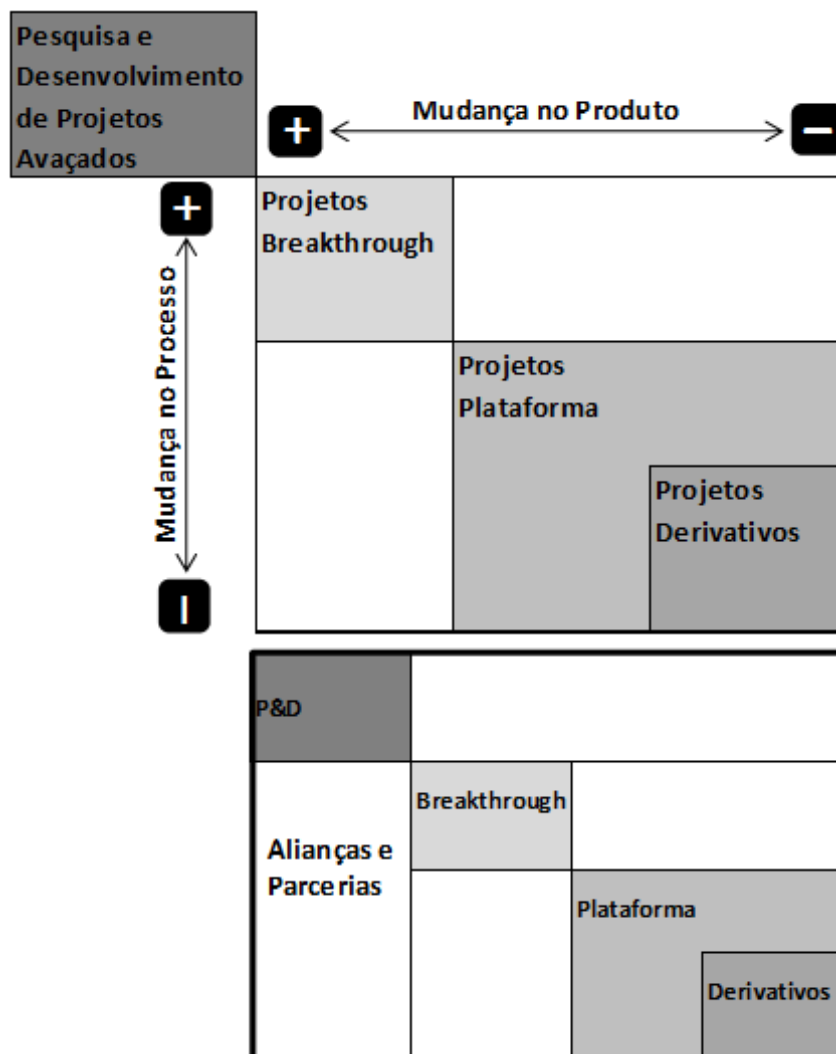 Pesquisa e
Desenvolvimento
de Projetos
Avaçados
+
Mudança no Produto
−
+
Mudança no Processo
Projetos
Breakthrough
Projetos
Plataforma
Projetos
Derivativos
I
P&D
Breakthrough
Alianças e
Parcerias
Plataforma
Derivativos